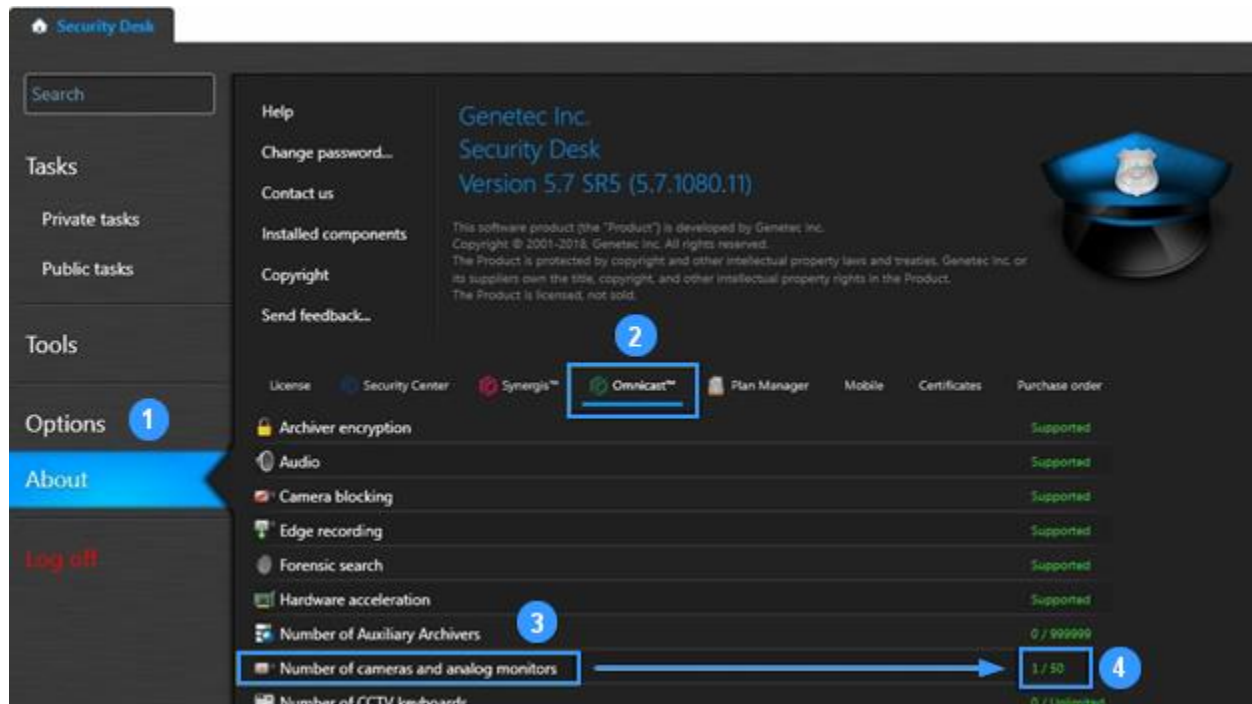 Security Desk
Search
Tasks
Private tasks
Public tasks
Tools
Options
1
About
Log off
Help
Change password...
Contact us
Installed components
Copyright
Send feedback...
Genetec Inc.
Security Desk
Version 5.7 SR5 (5.7.1080.11)
This software product (the "Product") is developed by Genetec Inc.
Copyright © 2001-2018, Genetec Inc. All rights reserved.
The Product is protected by copyright and other intellectual property laws and treaties. Genetec Inc. or
its suppliers own the title, copyright, and other intellectual property rights in the Product.
The Product is licensed, not sold.
2
License Security Center Synergis™ Omnicast™ Plan Manager Mobile Certificates Purchase order
Archiver encryption Supported
Audio Supported
Camera blocking Supported
Edge recording Supported
Forensic search Supported
Hardware acceleration Supported
3
Number of Auxiliary Archivers 0 / 999999
Number of cameras and analog monitors 1 / 50
4
Number of CCTV keyboards 0 / Unlimited